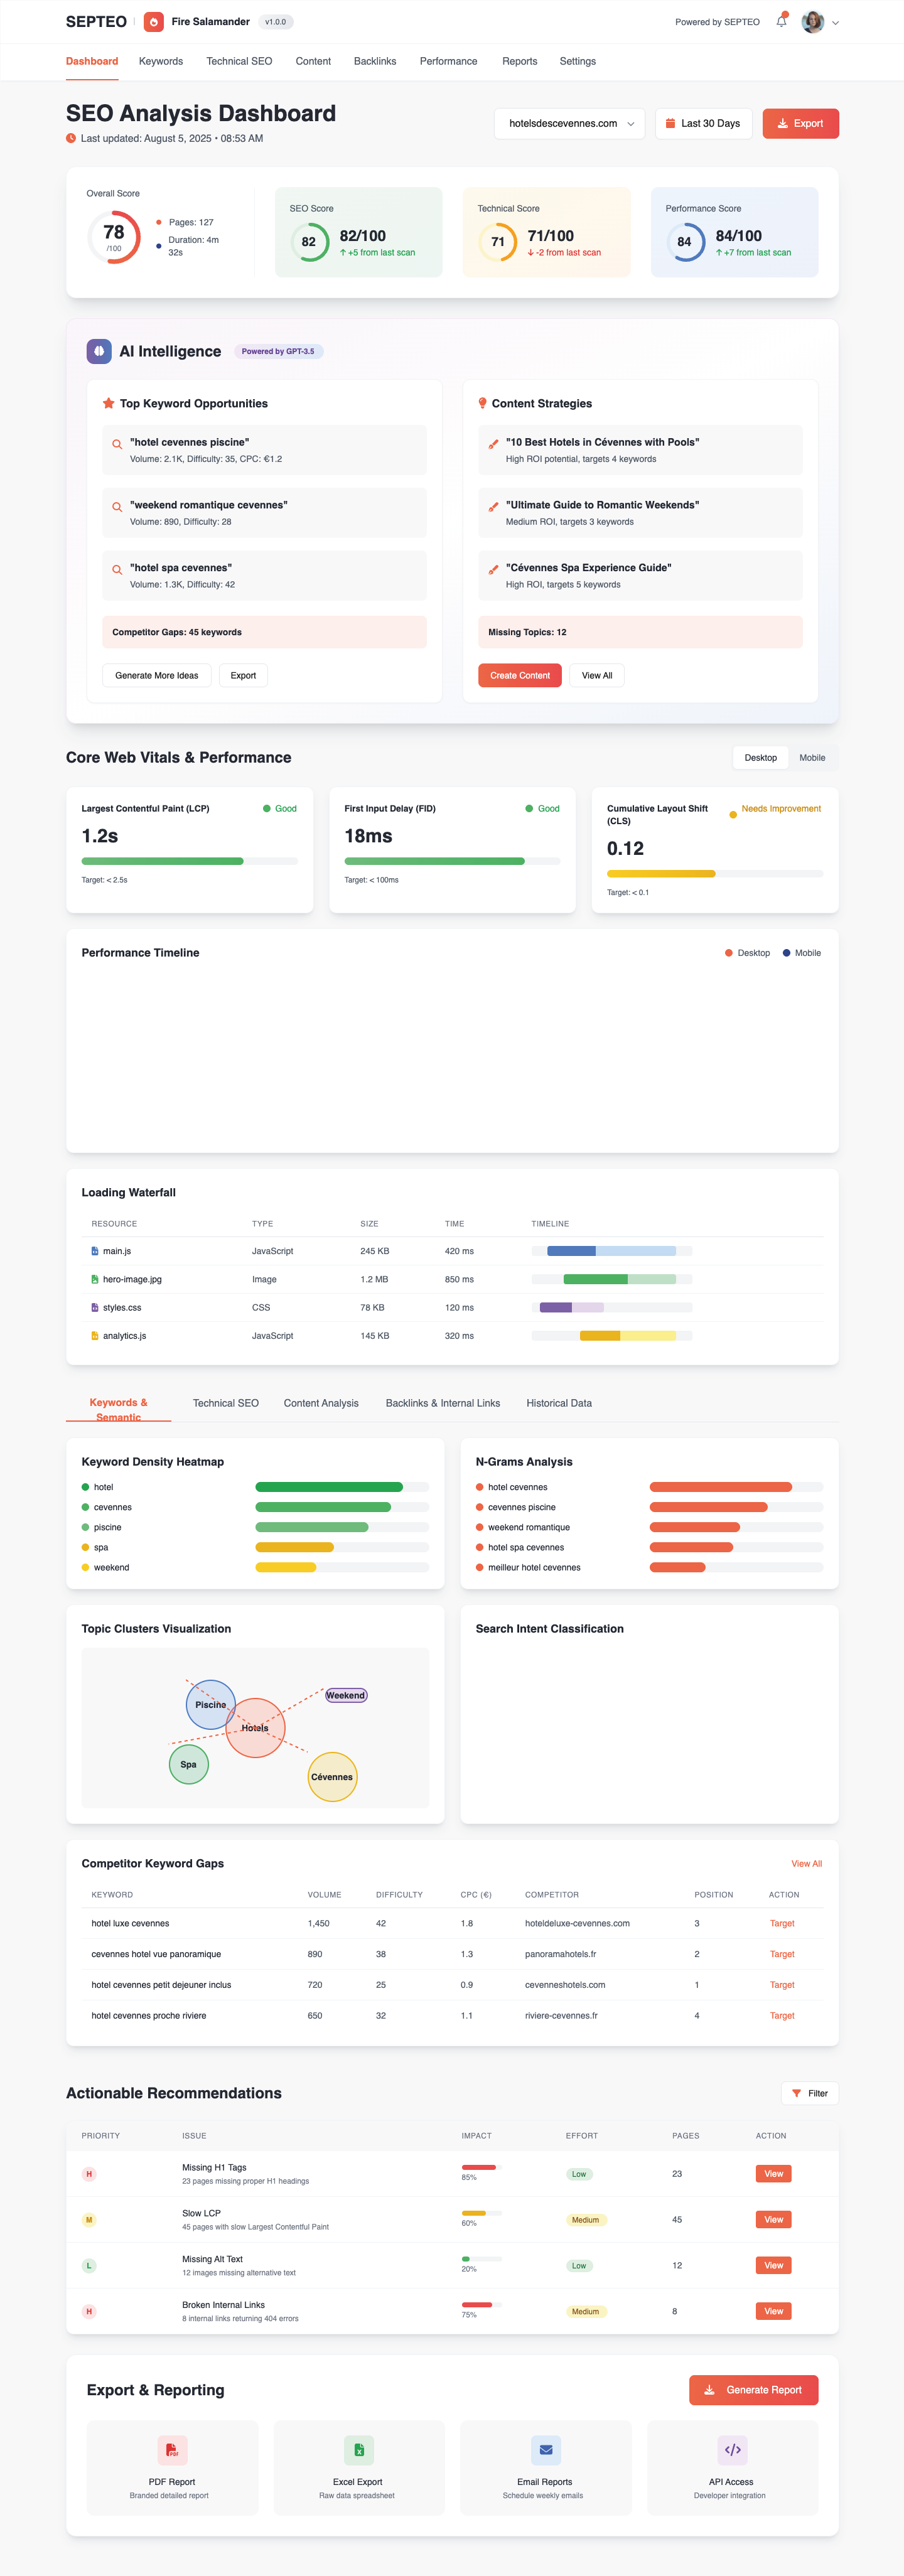 SEPTEO
Fire Salamander
v1.0.0
Powered by SEPTEO
Dashboard
Keywords
Technical SEO
Content
Backlinks
Performance
Reports
Settings
SEO Analysis Dashboard
Last updated: August 5, 2025 • 08:53 AM
hotelsdescevennes.com
Last 30 Days
Export
Overall Score
78
/100
Pages: 127
Duration: 4m
32s
SEO Score
82
82/100
↑ +5 from last scan
Technical Score
71
71/100
↓ -2 from last scan
Performance Score
84
84/100
↑ +7 from last scan
AI Intelligence
Powered by GPT-3.5
Top Keyword Opportunities
"hotel cevennes piscine"
Volume: 2.1K, Difficulty: 35, CPC: €1.2
"weekend romantique cevennes"
Volume: 890, Difficulty: 28
"hotel spa cevennes"
Volume: 1.3K, Difficulty: 42
Competitor Gaps: 45 keywords
Generate More Ideas
Export
Content Strategies
"10 Best Hotels in Cévennes with Pools"
High ROI potential, targets 4 keywords
"Ultimate Guide to Romantic Weekends"
Medium ROI, targets 3 keywords
"Cévennes Spa Experience Guide"
High ROI, targets 5 keywords
Missing Topics: 12
Create Content
View All
Core Web Vitals & Performance
Desktop
Mobile
Largest Contentful Paint (LCP)
Good
1.2s
Target: < 2.5s
First Input Delay (FID)
Good
18ms
Target: < 100ms
Cumulative Layout Shift
(CLS)
Needs Improvement
0.12
Target: < 0.1
Performance Timeline
Desktop
Mobile
Loading Waterfall
RESOURCE TYPE SIZE TIME TIMELINE
main.js JavaScript 245 KB 420 ms
hero-image.jpg Image 1.2 MB 850 ms
styles.css CSS 78 KB 120 ms
analytics.js JavaScript 145 KB 320 ms
Keywords &
Semantic
Technical SEO
Content Analysis
Backlinks & Internal Links
Historical Data
Keyword Density Heatmap
hotel
cevennes
piscine
spa
weekend
N-Grams Analysis
hotel cevennes
cevennes piscine
weekend romantique
hotel spa cevennes
meilleur hotel cevennes
Topic Clusters Visualization
Piscine
Weekend
Hotels
Spa
Cévennes
Search Intent Classification
Competitor Keyword Gaps
View All
KEYWORD VOLUME DIFFICULTY CPC (€) COMPETITOR POSITION ACTION
hotel luxe cevennes 1,450 42 1.8 hoteldeluxe-cevennes.com 3 Target
cevennes hotel vue panoramique 890 38 1.3 panoramahotels.fr 2 Target
hotel cevennes petit dejeuner inclus 720 25 0.9 cevenneshotels.com 1 Target
hotel cevennes proche riviere 650 32 1.1 riviere-cevennes.fr 4 Target
Actionable Recommendations
Filter
PRIORITY ISSUE IMPACT EFFORT PAGES ACTION
H Missing H1 Tags
23 pages missing proper H1 headings
85% Low 23 View
M Slow LCP
45 pages with slow Largest Contentful Paint
60% Medium 45 View
L Missing Alt Text
12 images missing alternative text
20% Low 12 View
H Broken Internal Links
8 internal links returning 404 errors
75% Medium 8 View
Export & Reporting
Generate Report
PDF
PDF Report
Branded detailed report
X
Excel Export
Raw data spreadsheet
Email Reports
Schedule weekly emails
</>
API Access
Developer integration